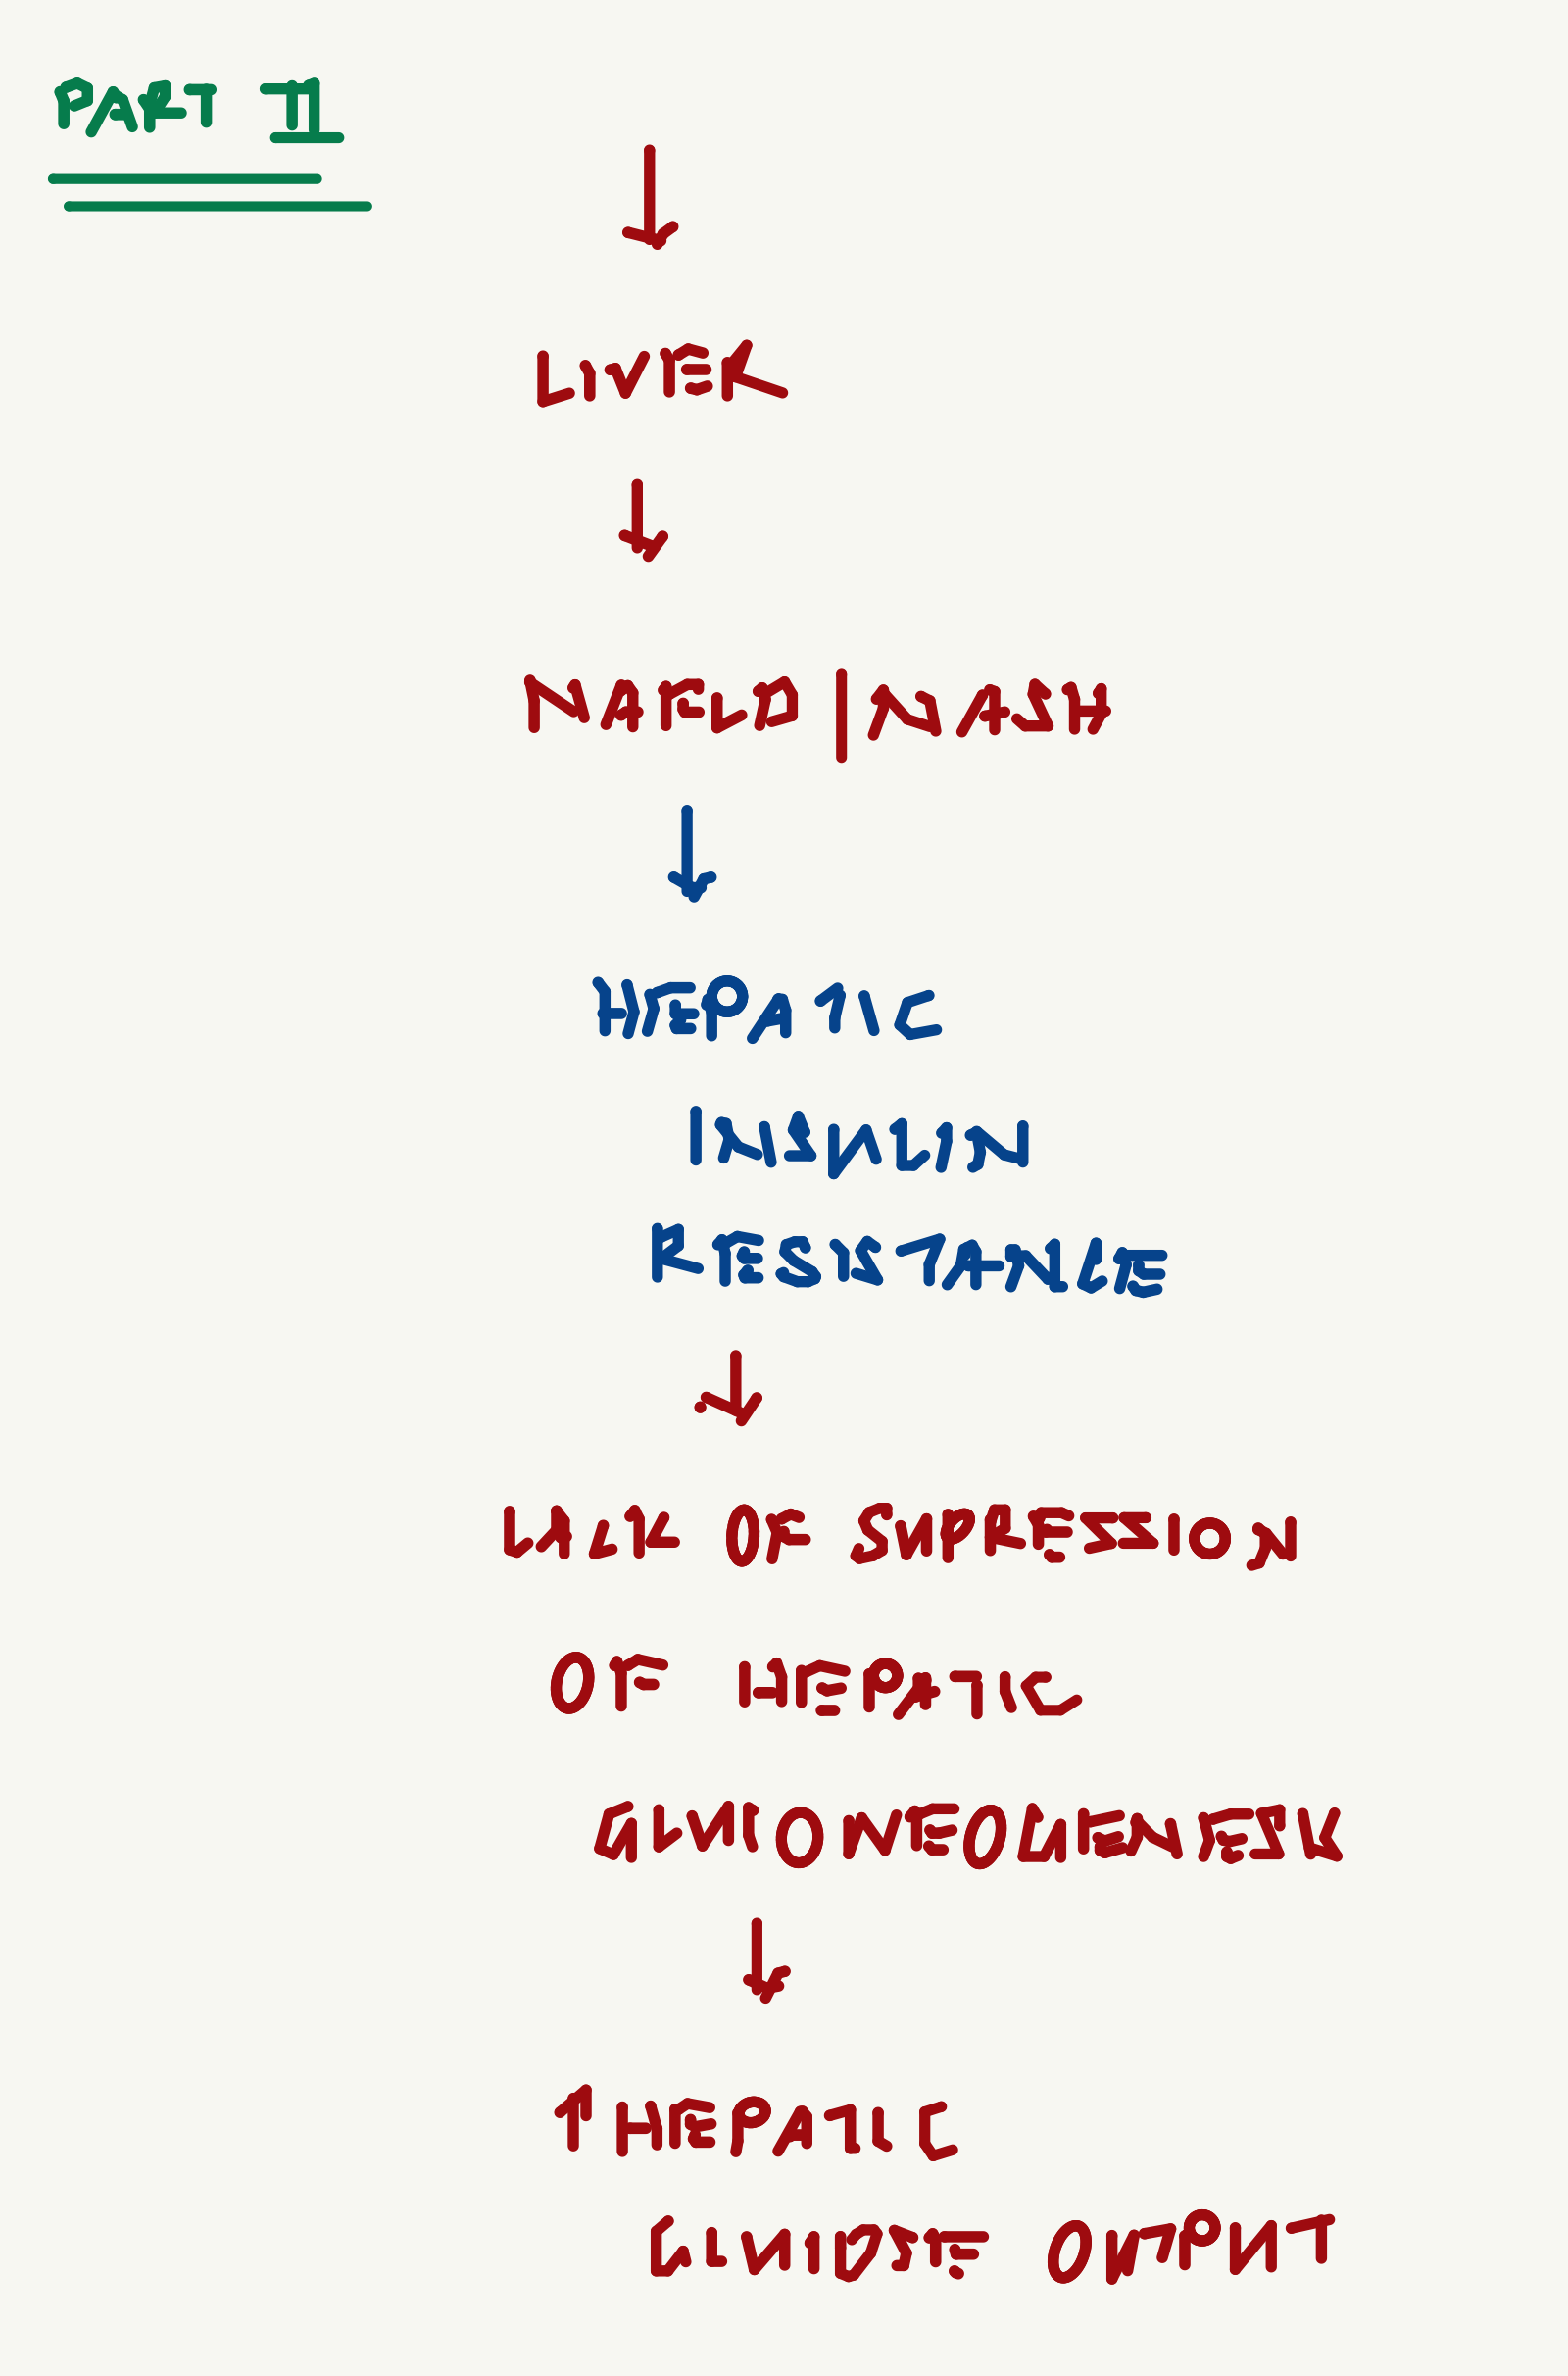 PART II
↓
LIVER
↓
NAFLD | NASH
↓
HEPATIC
INSULIN
RESISTANCE
↓
LACK OF SUPRESSION
OF HEPATIC
GLUCONEOGENESIS
↓
↑ HEPATIC
GLUCOSE OUTPUT